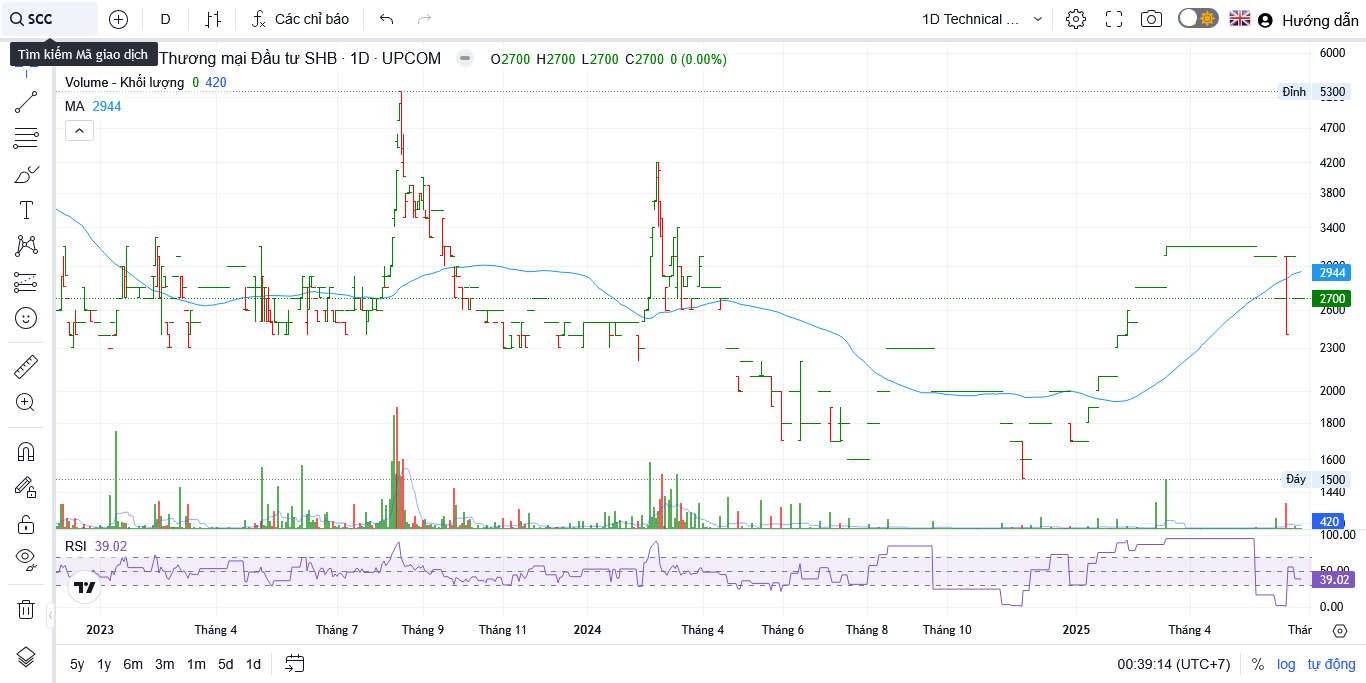 SCC
D
Các chỉ báo
1D Technical ...
Hướng dẫn
Tìm kiếm Mã giao dịch
Thương mại Đầu tư SHB · 1D · UPCOM
O2700 H2700 L2700 C2700 0 (0.00%)
Volume - Khối lượng 0 420
MA 2944
6000
Đỉnh 5300
4700
4200
3800
3400
2944
2700
2600
2300
2000
1800
1600
Đáy 1500
1440
420
RSI 39.02
100.00
50.00
39.02
0.00
2023 Tháng 4 Tháng 7 Tháng 9 Tháng 11 2024 Tháng 4 Tháng 6 Tháng 8 Tháng 10 2025 Tháng 4 Thár
5y 1y 6m 3m 1m 5d 1d
00:39:14 (UTC+7) % log tự động